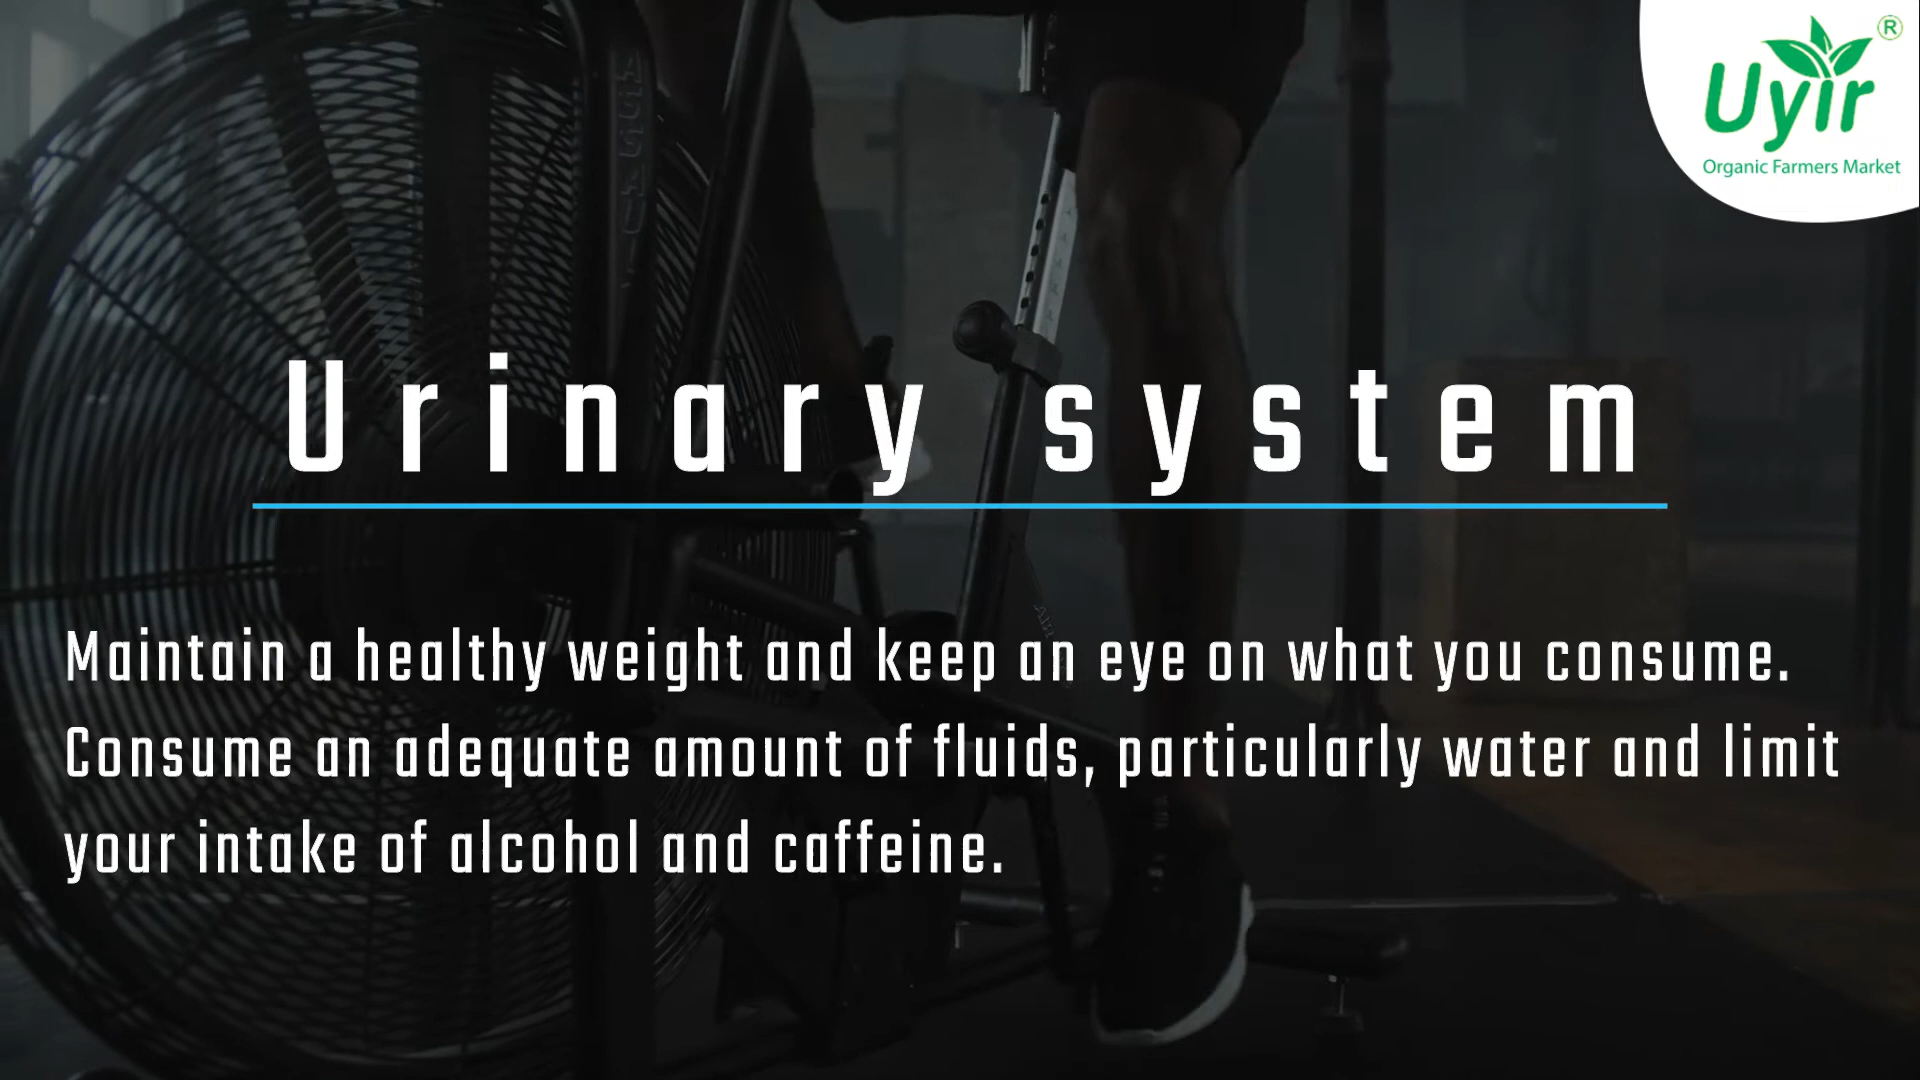 Uyir®
Organic Farmers Market
Urinary system
Maintain a healthy weight and keep an eye on what you consume.
Consume an adequate amount of fluids, particularly water and limit
your intake of alcohol and caffeine.